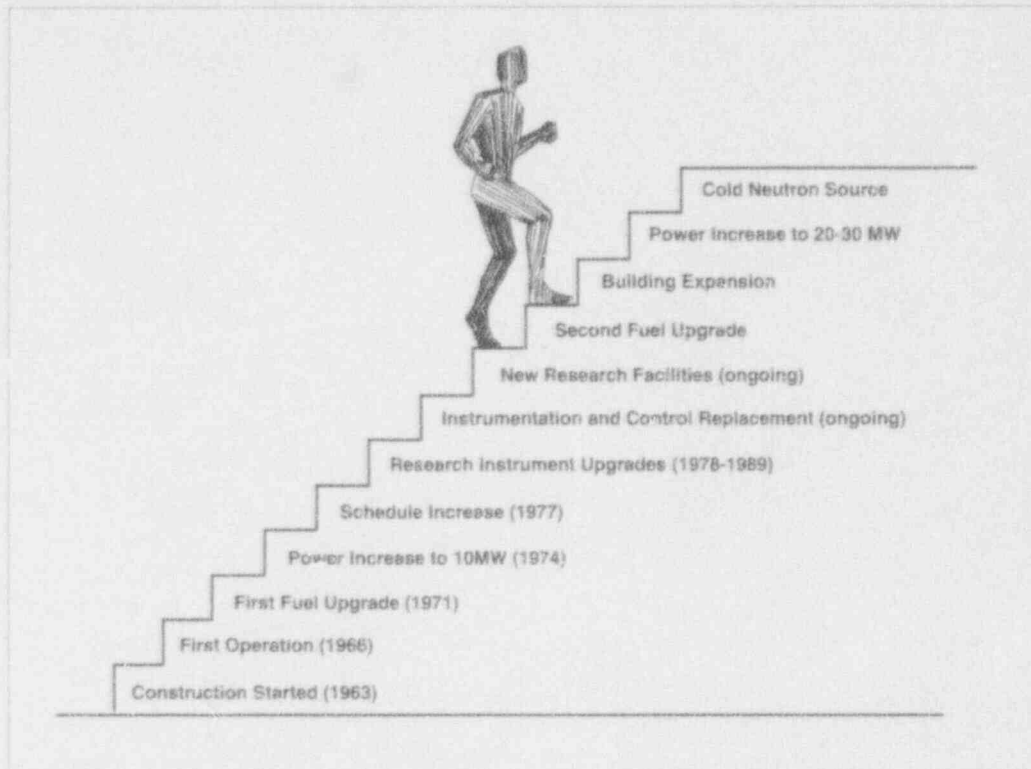 Cold Neutron Source
Power Increase to 20-30 MW
Building Expansion
Second Fuel Upgrade
New Research Facilities (ongoing)
Instrumentation and Control Replacement (ongoing)
Research Instrument Upgrades (1978-1989)
Schedule Increase (1977)
Power Increase to 10MW (1974)
First Fuel Upgrade (1971)
First Operation (1966)
Construction Started (1963)